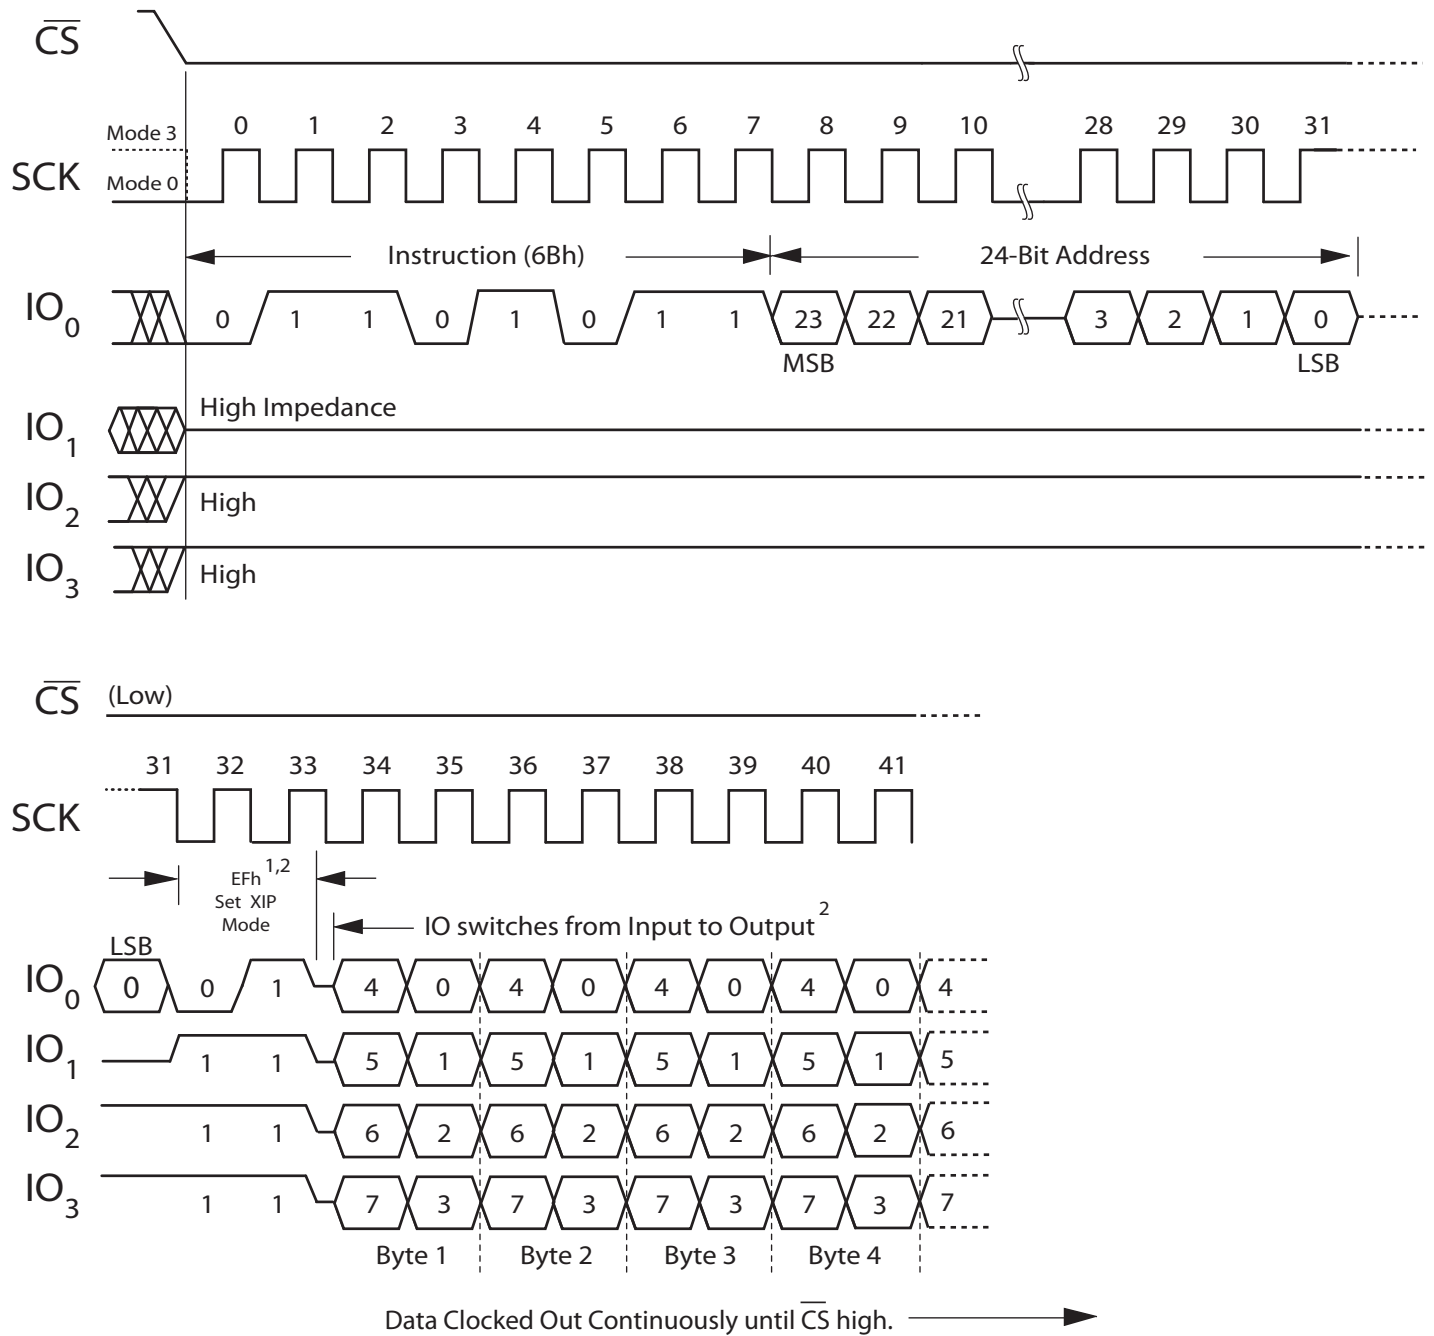 CS
Mode 3
0 1 2 3 4 5 6 7 8 9 10 28 29 30 31
SCK
Mode 0
Instruction (6Bh) 24-Bit Address
IO0 0 1 1 0 1 0 1 1 23 22 21 3 2 1 0
MSB LSB
IO1 High Impedance
IO2 High
IO3 High
CS (Low)
31 32 33 34 35 36 37 38 39 40 41
SCK
EFh 1,2
Set XIP
Mode
IO switches from Input to Output 2
LSB
IO0 0 0 1 4 0 4 0 4 0 4 0 4
IO1 1 1 5 1 5 1 5 1 5 1 5
IO2 1 1 6 2 6 2 6 2 6 2 6
IO3 1 1 7 3 7 3 7 3 7 3 7
Byte 1 Byte 2 Byte 3 Byte 4
Data Clocked Out Continuously until CS high.